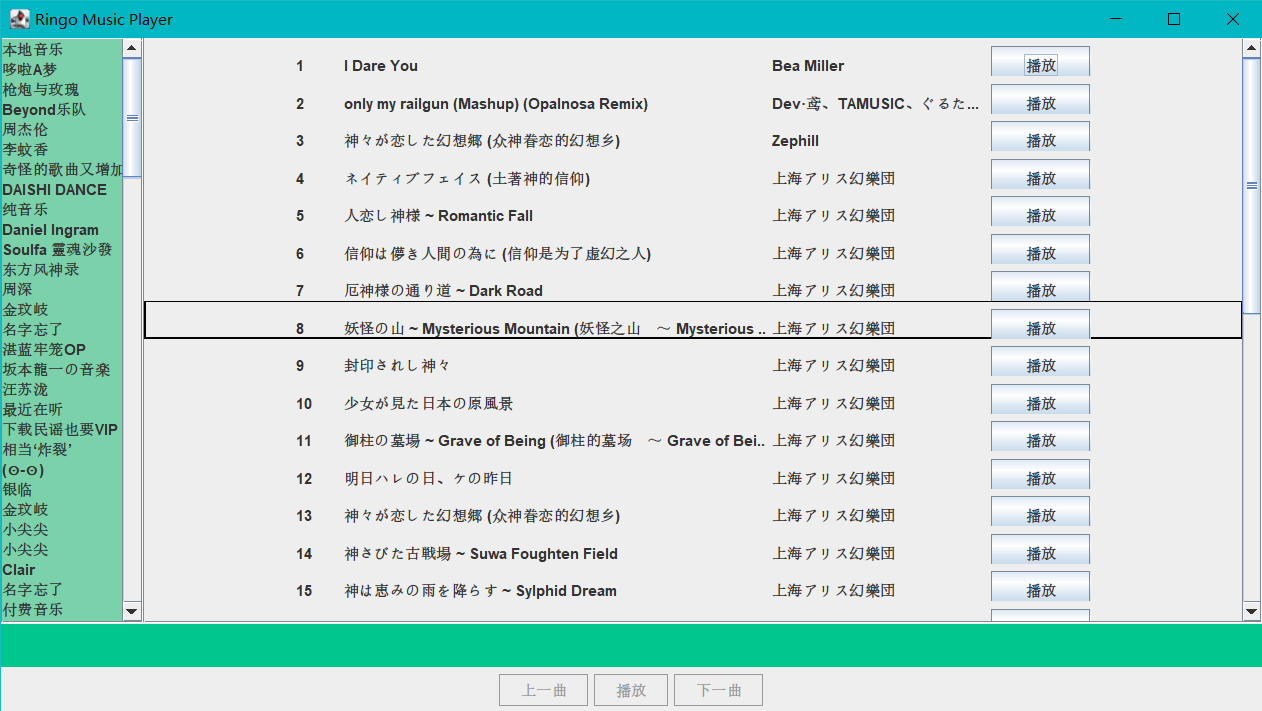 Ringo Music Player
本地音乐
哆啦A梦
枪炮与玫瑰
Beyond乐队
周杰伦
李蚊香
奇怪的歌曲又增加
DAISHI DANCE
纯音乐
Daniel Ingram
Soulfa 靈魂沙發
东方风神录
周深
金玟岐
名字忘了
湛蓝牢笼OP
坂本龍一の音楽
汪苏泷
最近在听
下载民谣也要VIP
相当‘炸裂’
(ʘ-ʘ)
银临
金玟岐
小尖尖
小尖尖
Clair
名字忘了
付费音乐
1 I Dare You Bea Miller 播放
2 only my railgun (Mashup) (Opalnosa Remix) Dev·鸢、TAMUSIC、ぐるた... 播放
3 神々が恋した幻想郷 (众神眷恋的幻想乡) Zephill 播放
4 ネイティブフェイス (土著神的信仰) 上海アリス幻樂団 播放
5 人恋し神様 ~ Romantic Fall 上海アリス幻樂団 播放
6 信仰は儚き人間の為に (信仰是为了虚幻之人) 上海アリス幻樂団 播放
7 厄神様の通り道 ~ Dark Road 上海アリス幻樂団 播放
8 妖怪の山 ~ Mysterious Mountain (妖怪之山　～ Mysterious .. 上海アリス幻樂団 播放
9 封印されし神々 上海アリス幻樂団 播放
10 少女が見た日本の原風景 上海アリス幻樂団 播放
11 御柱の墓場 ~ Grave of Being (御柱的墓场　～ Grave of Bei.. 上海アリス幻樂団 播放
12 明日ハレの日、ケの昨日 上海アリス幻樂団 播放
13 神々が恋した幻想郷 (众神眷恋的幻想乡) 上海アリス幻樂団 播放
14 神さびた古戦場 ~ Suwa Foughten Field 上海アリス幻樂団 播放
15 神は恵みの雨を降らす ~ Sylphid Dream 上海アリス幻樂団 播放
上一曲 播放 下一曲